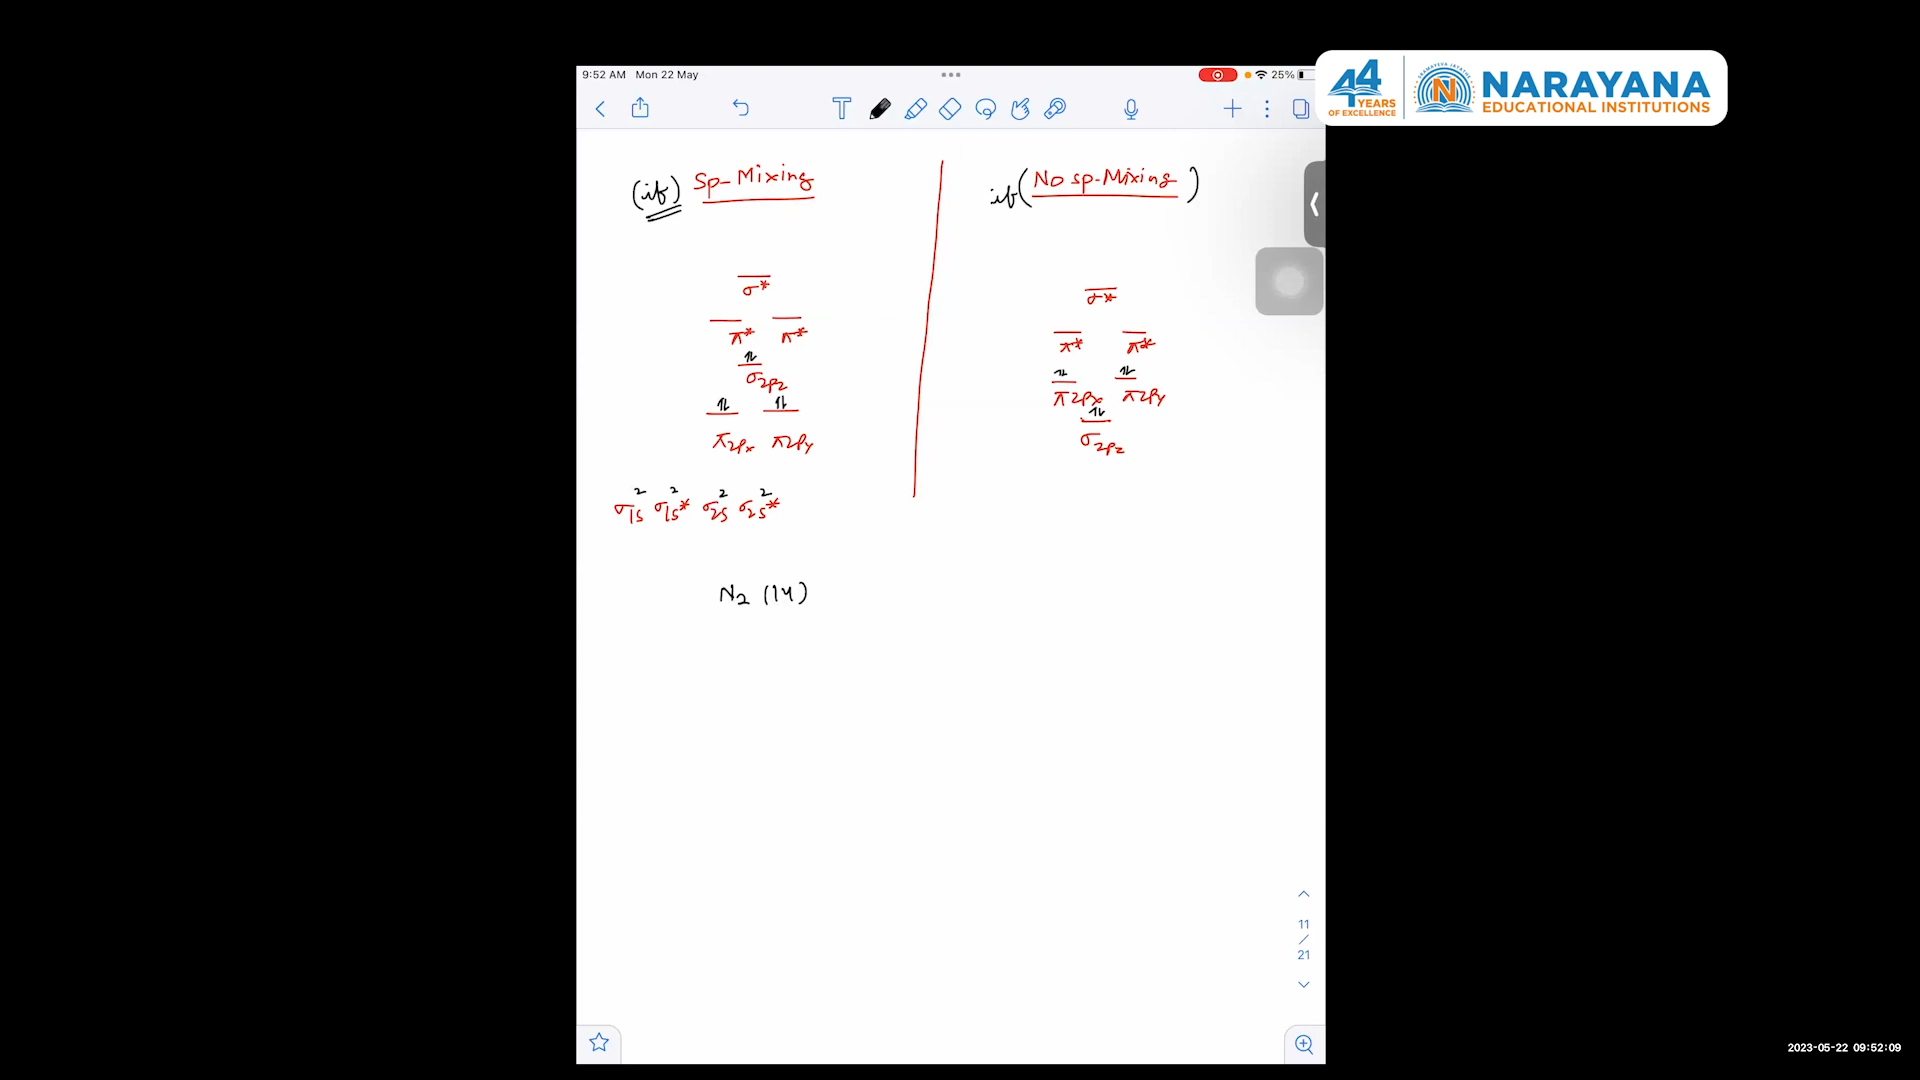 9:52 AM Mon 22 May
25%
44 YEARS OF EXCELLENCE
SRAMAYEVA JAYATHE
N
NARAYANA
EDUCATIONAL INSTITUTIONS
T
(if) Sp-Mixing
if (No sp-Mixing)
σ*
π* π*
⥮
σ2pz
⥮ ⥮
π2px π2py
σ*
π* π*
⥮ ⥮
π2px π2py
⥮
σ2pz
σ1s² σ1s*² σ2s² σ2s*²
N₂ (14)
11
/
21
2023-05-22 09:52:09